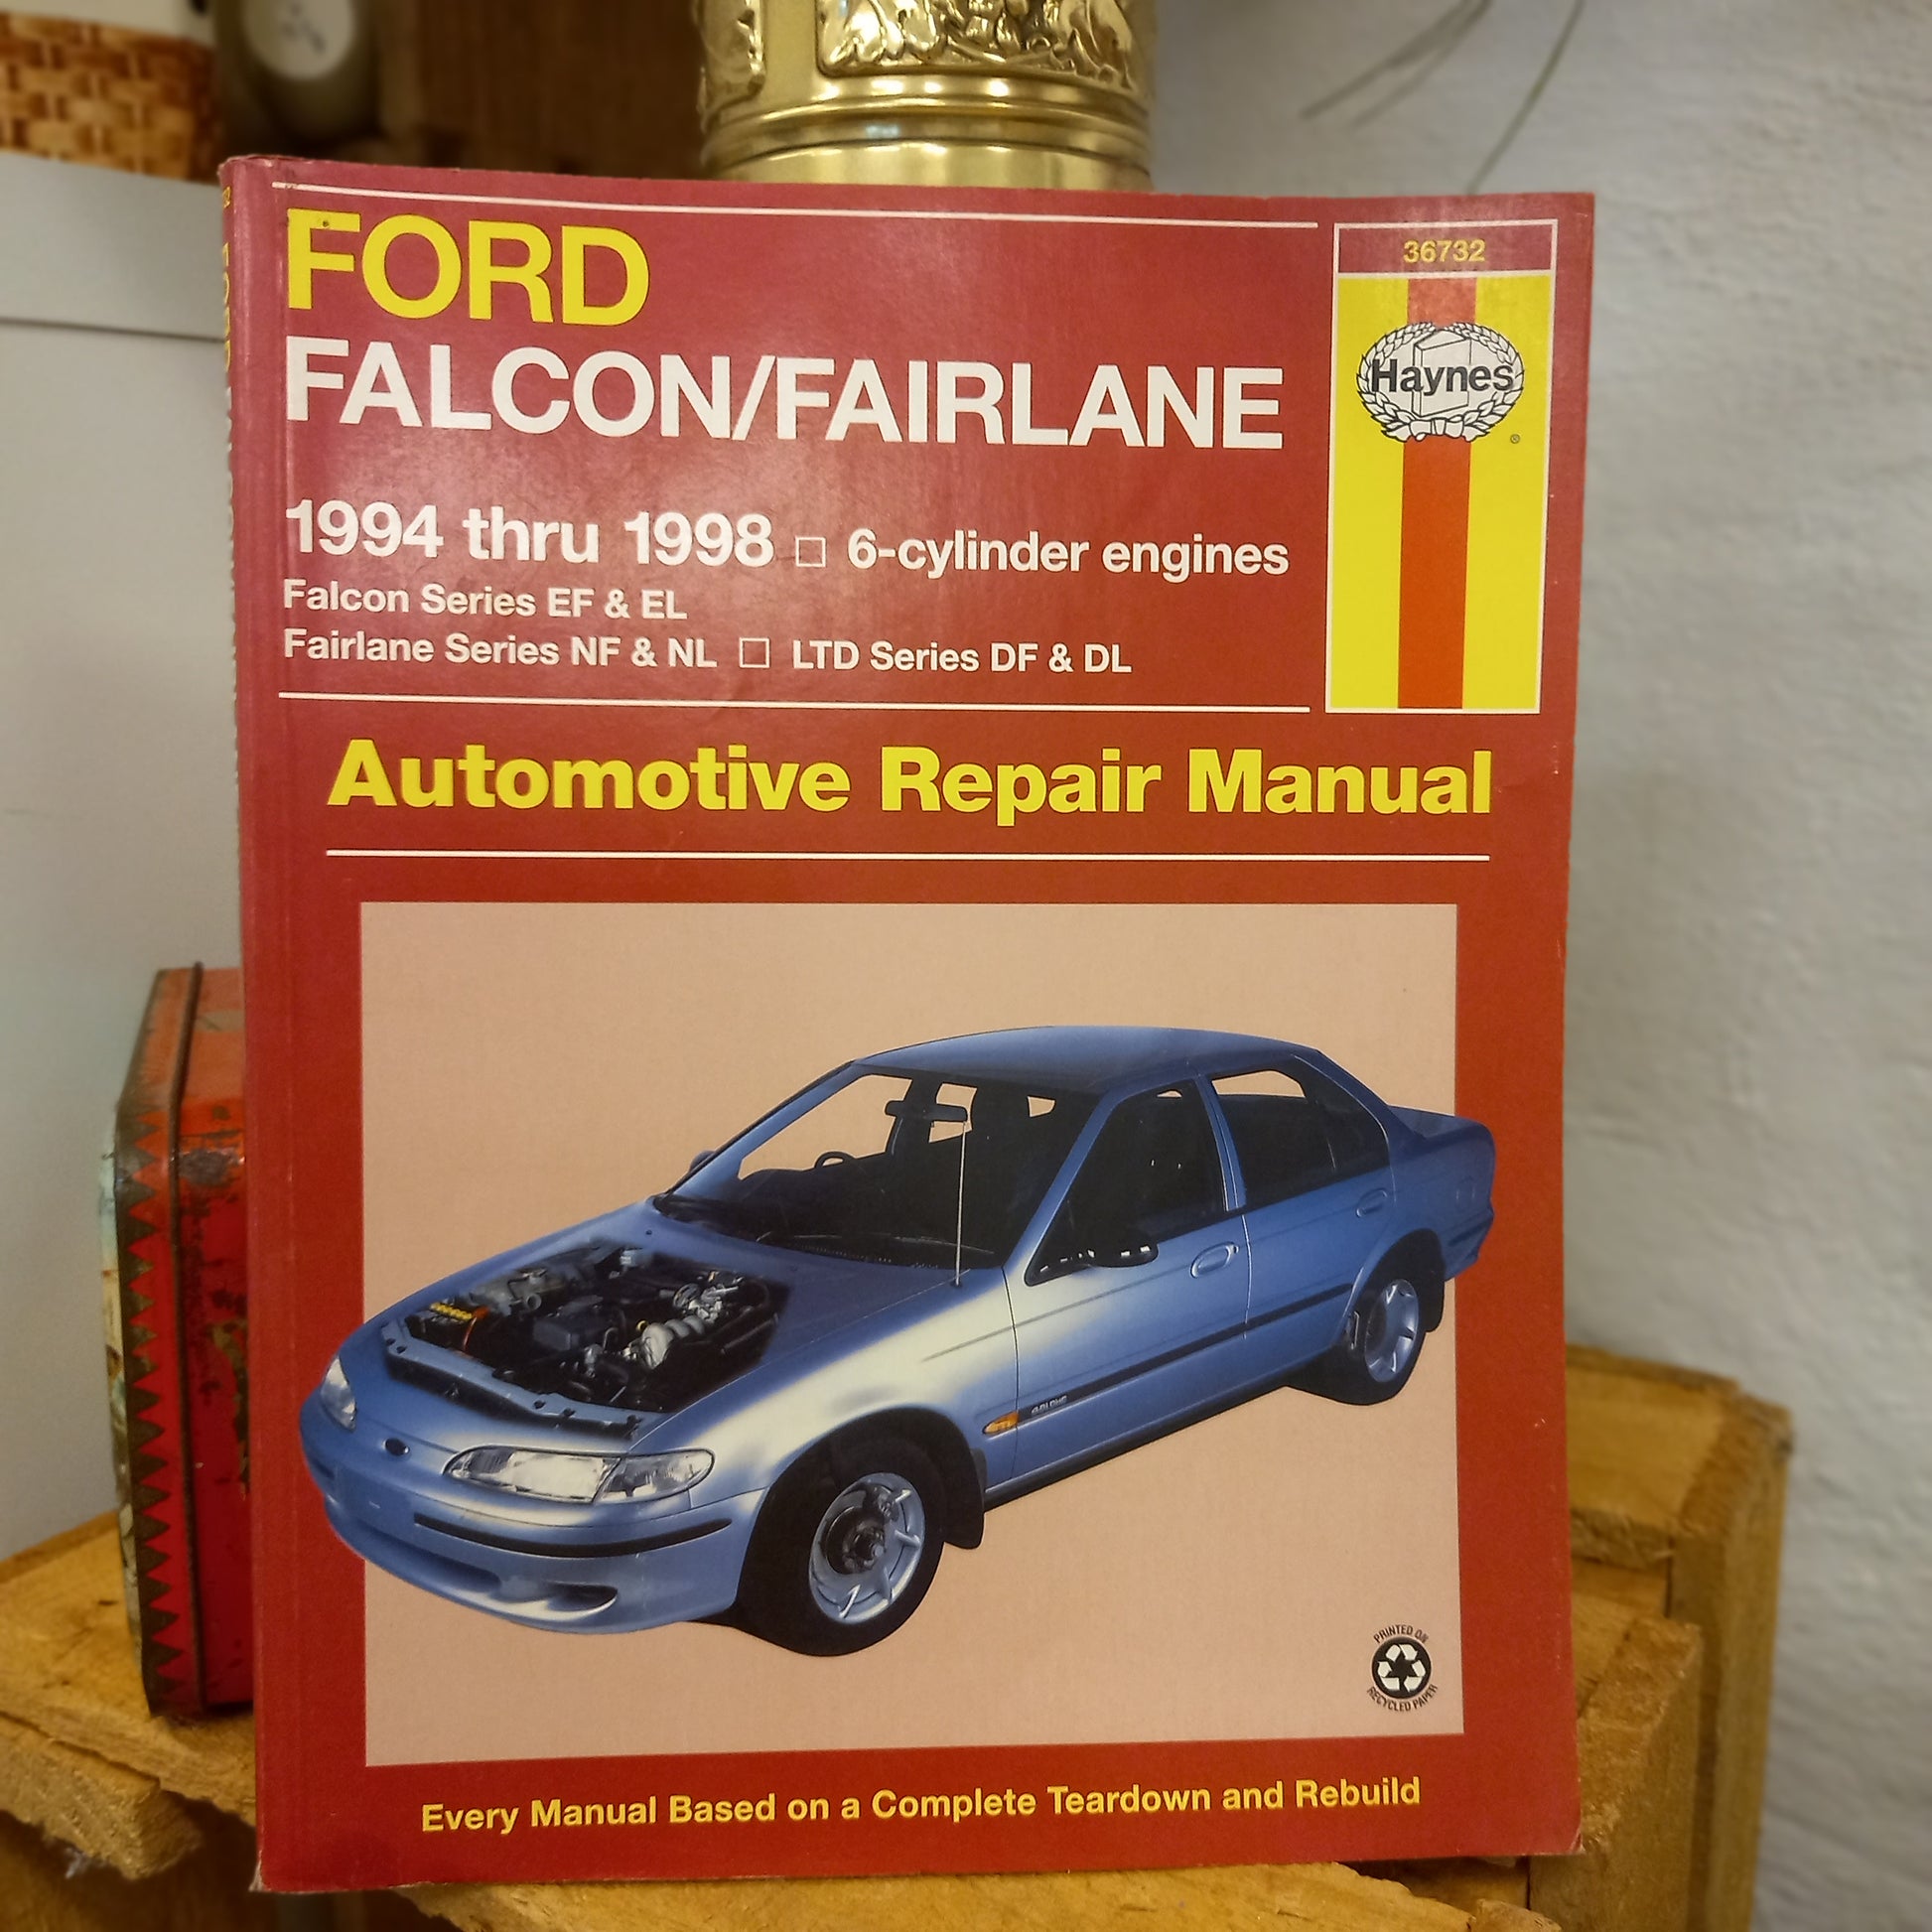 FORD
FALCON/FAIRLANE
1994 thru 1998 □ 6-cylinder engines
Falcon Series EF & EL
Fairlane Series NF & NL □ LTD Series DF & DL
36732
Haynes
®
Automotive Repair Manual
PRINTED ON
RECYCLED PAPER
Every Manual Based on a Complete Teardown and Rebuild